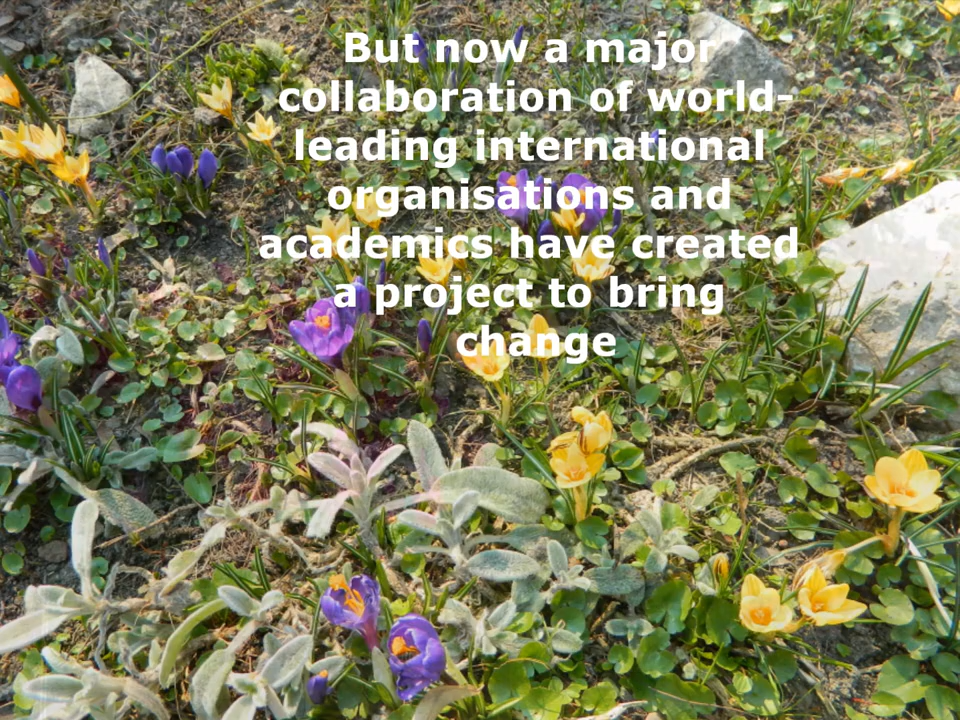 But now a major
collaboration of world-
leading international
organisations and
academics have created
a project to bring
change